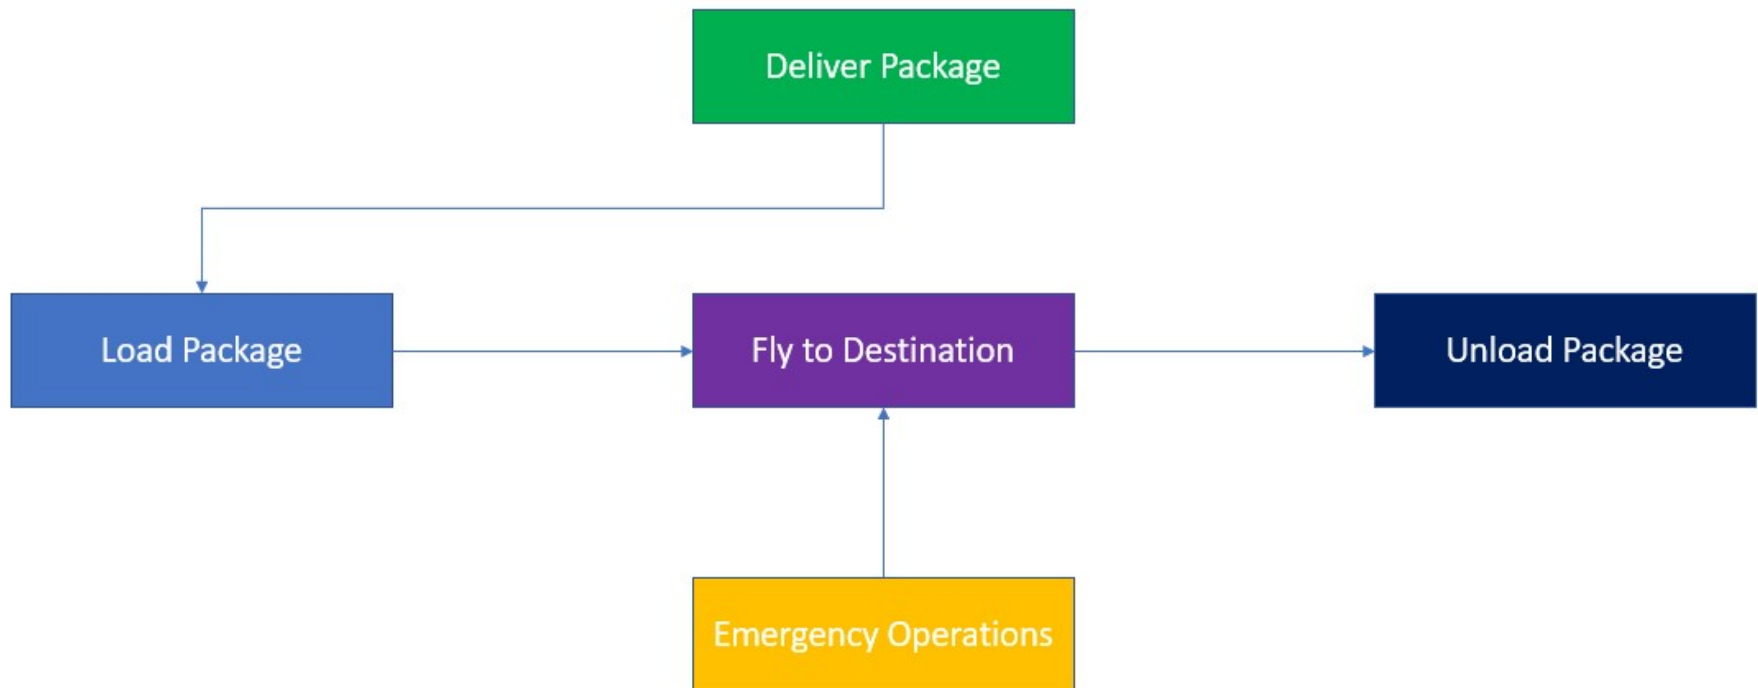 Deliver Package
Load Package
Fly to Destination
Unload Package
Emergency Operations